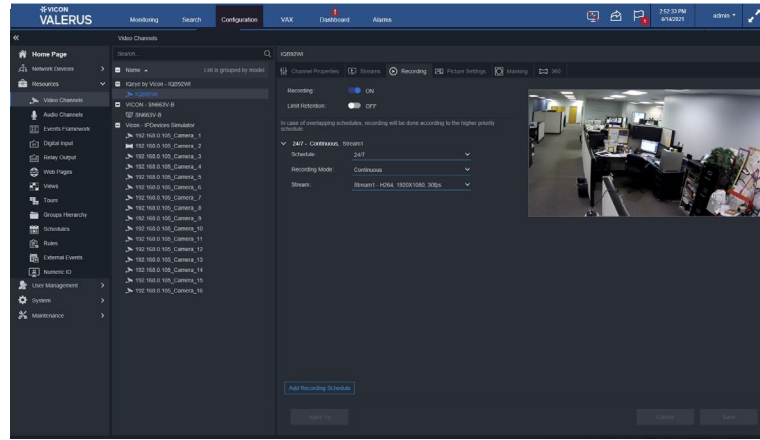 VICON
VALERUS
Monitoring Search Configuration VAX Dashboard Alarms
2:52:33 PM
6/14/2021
admin
Video Channels
Home Page
Network Devices
Resources
Video Channels
Audio Channels
Events Framework
Digital Input
Relay Output
Web Pages
Views
Tours
Groups Hierarchy
Schedules
Rules
External Events
Numeric ID
User Management
System
Maintenance
Search...
Name List is grouped by model
IQeye by Vicon - IQB92WI
IQB92WI
VICON - SN663V-B
SN663V-B
Vicon - IPDevices Simulator
192.168.0.105_Camera_1
192.168.0.105_Camera_2
192.168.0.105_Camera_3
192.168.0.105_Camera_4
192.168.0.105_Camera_5
192.168.0.105_Camera_6
192.168.0.105_Camera_7
192.168.0.105_Camera_8
192.168.0.105_Camera_9
192.168.0.105_Camera_10
192.168.0.105_Camera_11
192.168.0.105_Camera_12
192.168.0.105_Camera_13
192.168.0.105_Camera_14
192.168.0.105_Camera_15
192.168.0.105_Camera_16
IQB92WI
Channel Properties Streams Recording Picture Settings Masking 360
Recording: ON
Limit Retention: OFF
In case of overlapping schedules, recording will be done according to the higher priority
schedule.
24/7 - Continuous, Stream1
Schedule: 24/7
Recording Mode: Continuous
Stream: Stream1 - H264, 1920X1080, 30fps
Add Recording Schedule
Apply To
Cancel Save